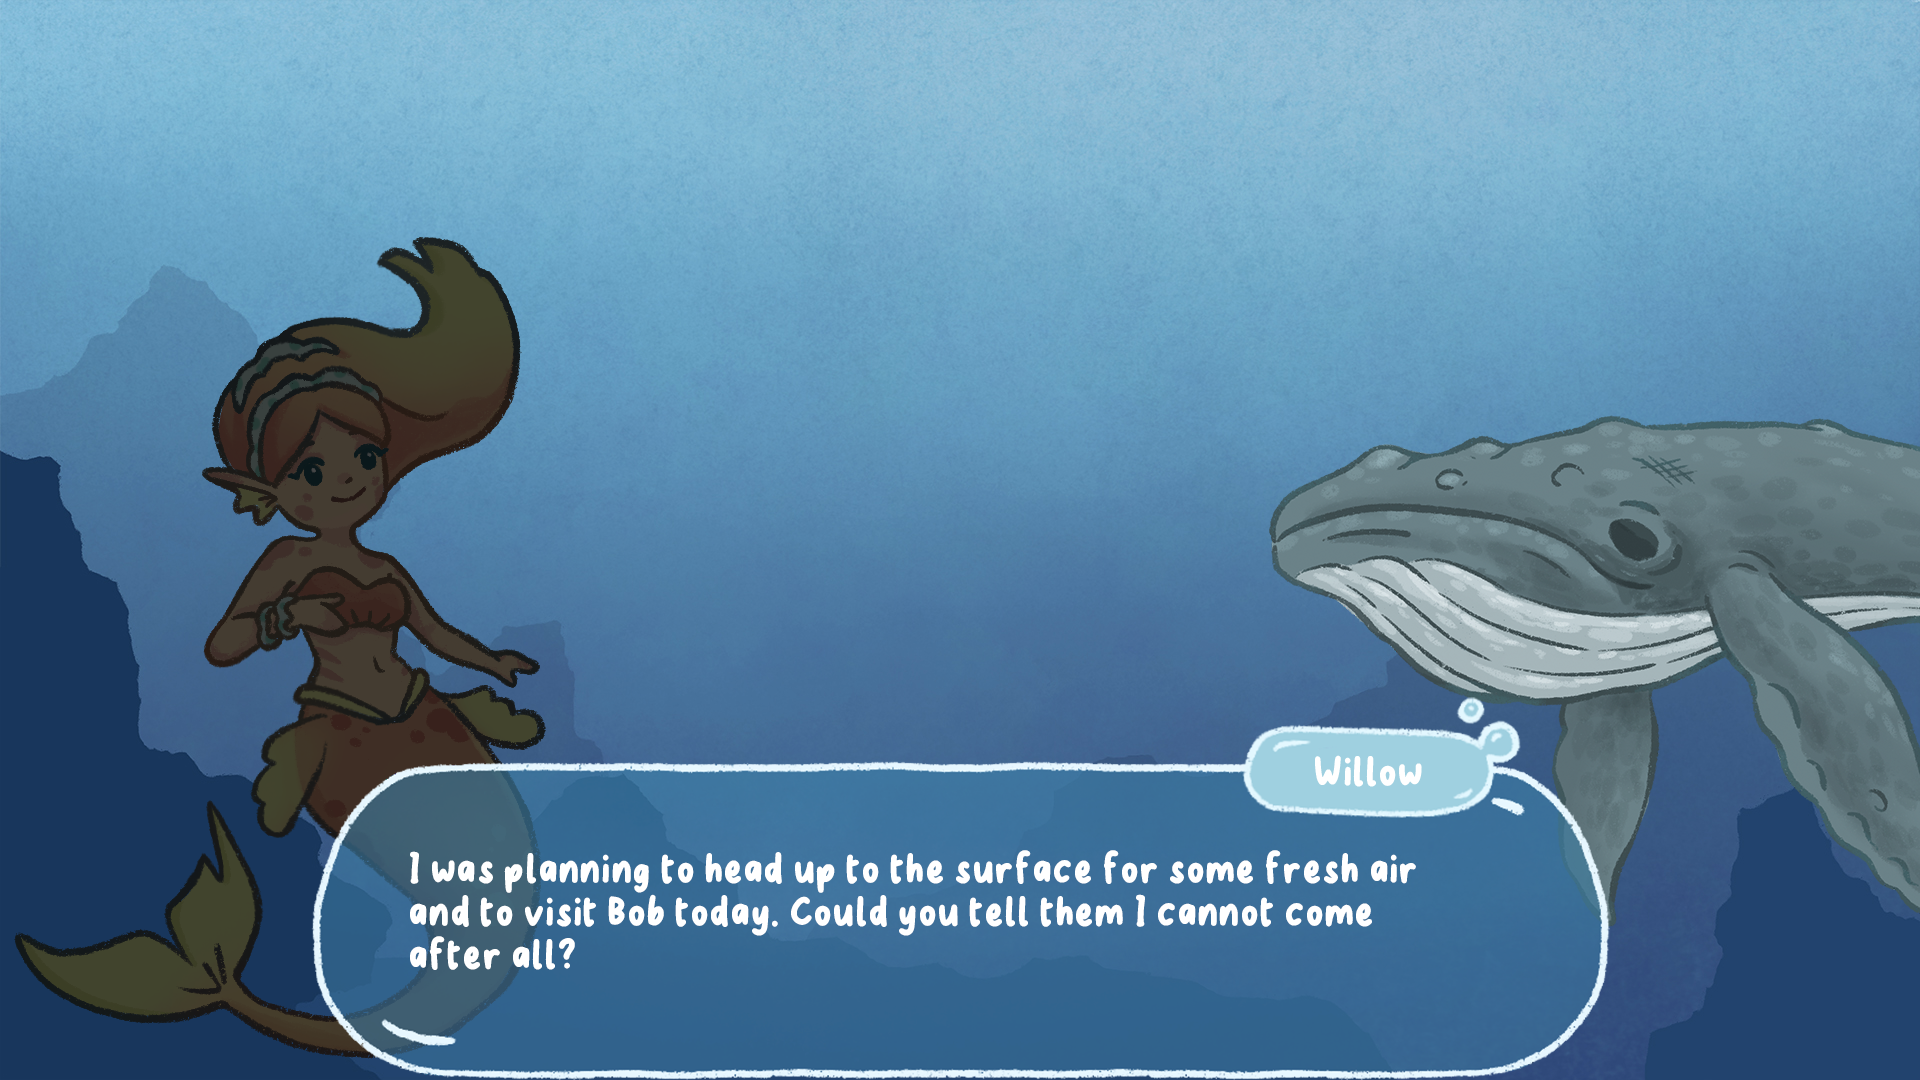 Willow
I was planning to head up to the surface for some fresh air
and to visit Bob today. Could you tell them I cannot come
after all?